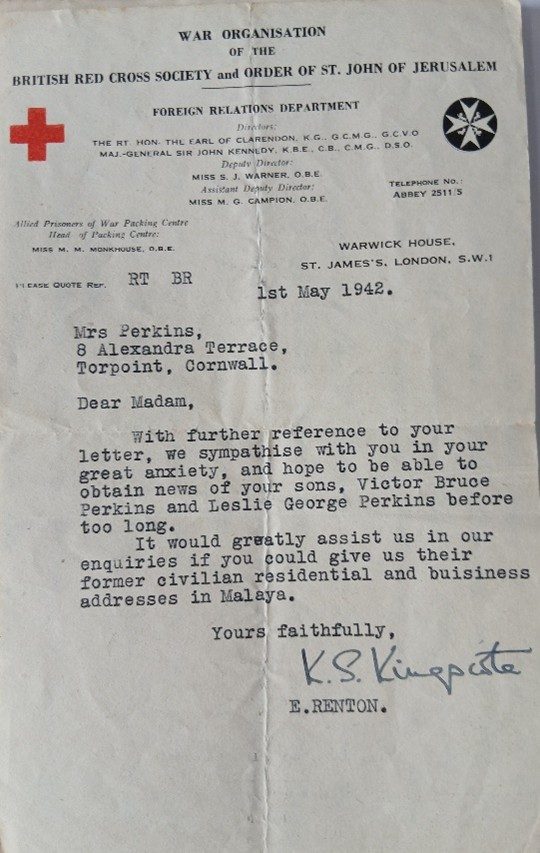 WAR ORGANISATION
OF THE
BRITISH RED CROSS SOCIETY and ORDER OF ST. JOHN OF JERUSALEM
FOREIGN RELATIONS DEPARTMENT
Directors:
THE RT. HON. THE EARL OF CLARENDON, K.G., G.C.M.G., G.C.V.O
MAJ.-GENERAL SIR JOHN KENNEDY, K.B.E., C.B., C.M.G., D.S.O.
Deputy Director:
MISS S. J. WARNER, O.B.E.
Assistant Deputy Director:
MISS M. G. CAMPION, O.B.E.
TELEPHONE NO.:
ABBEY 2511/5
Allied Prisoners of War Packing Centre
Head of Packing Centre:
MISS M. M. MONKHOUSE, O.B.E.
WARWICK HOUSE,
ST. JAMES'S, LONDON, S.W.1
PLEASE QUOTE REF. RT BR
1st May 1942.
Mrs Perkins,
8 Alexandra Terrace,
Torpoint, Cornwall.
Dear Madam,
With further reference to your
letter, we sympathise with you in your
great anxiety, and hope to be able to
obtain news of your sons, Victor Bruce
Perkins and Leslie George Perkins before
too long.
It would greatly assist us in our
enquiries if you could give us their
former civilian residential and buisiness
addresses in Malaya.
Yours faithfully,
K. S. Kingscote
E.RENTON.